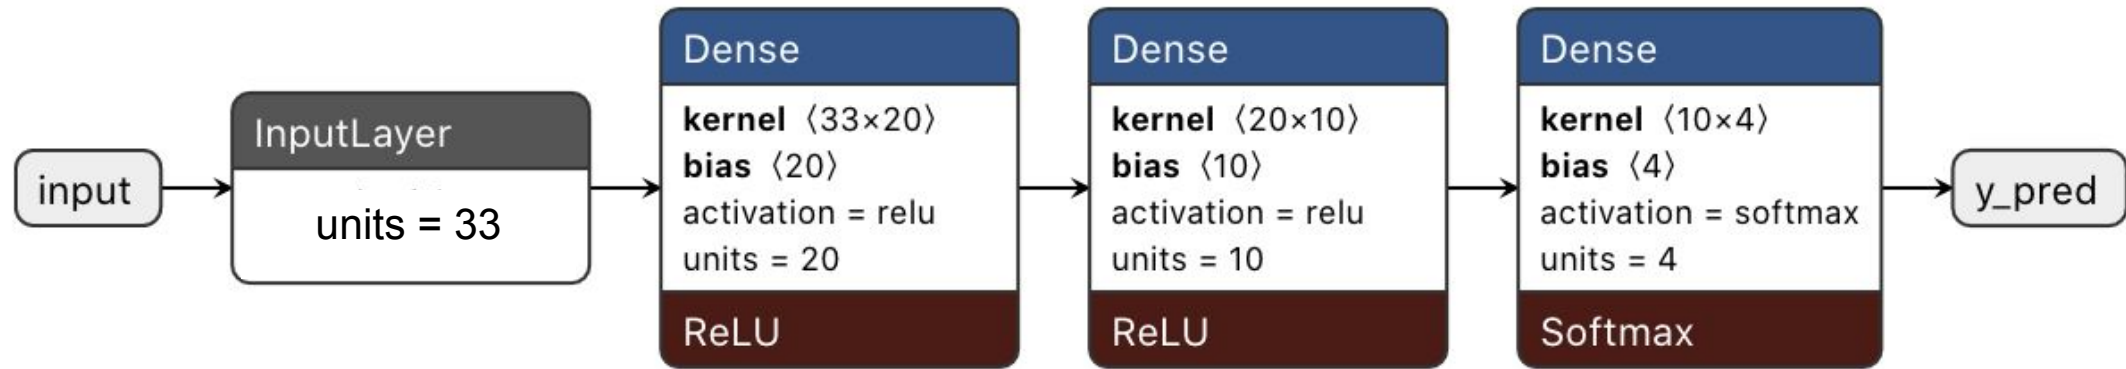 input
InputLayer
units = 33
Dense
kernel ⟨33×20⟩
bias ⟨20⟩
activation = relu
units = 20
ReLU
Dense
kernel ⟨20×10⟩
bias ⟨10⟩
activation = relu
units = 10
ReLU
Dense
kernel ⟨10×4⟩
bias ⟨4⟩
activation = softmax
units = 4
Softmax
y_pred